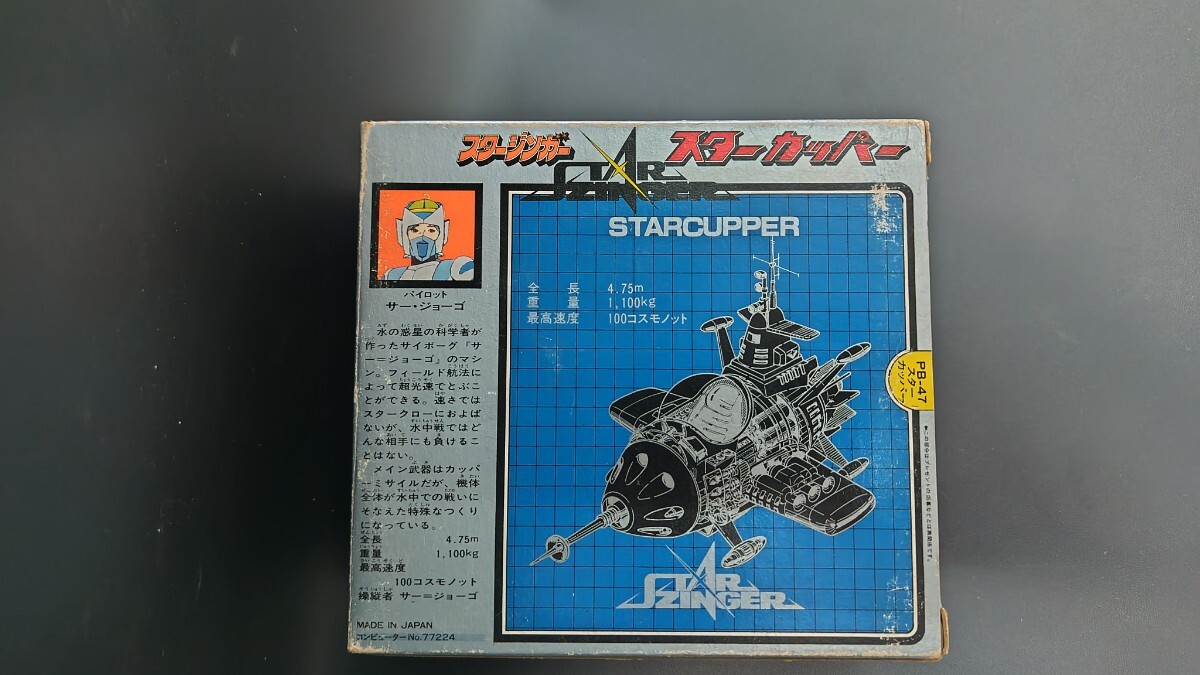 スタージンガー
STAR
SZINGER
スターカッパー
STARCUPPER
全長 4.75m
重量 1,100kg
最高速度 100コスモノット
パイロット
サー・ジョーゴ
水の惑星の科学者が
作ったサイボーグ「サ
ー=ジョーゴ」のマシ
ン。フィールド航法に
よって超光速でとぶこ
とができる。速さでは
スタークローにおよば
ないが、水中戦ではど
んな相手にも負けるこ
とはない。
メイン武器はカッパ
ーミサイルだが、機体
全体が水中での戦いに
そなえた特殊なつくり
になっている。
全長 4.75m
重量 1,100kg
最高速度
100コスモノット
操縦者 サー=ジョーゴ
MADE IN JAPAN
コンピューターNo.77224
PB-47
スター
カッパー
STAR
SZINGER